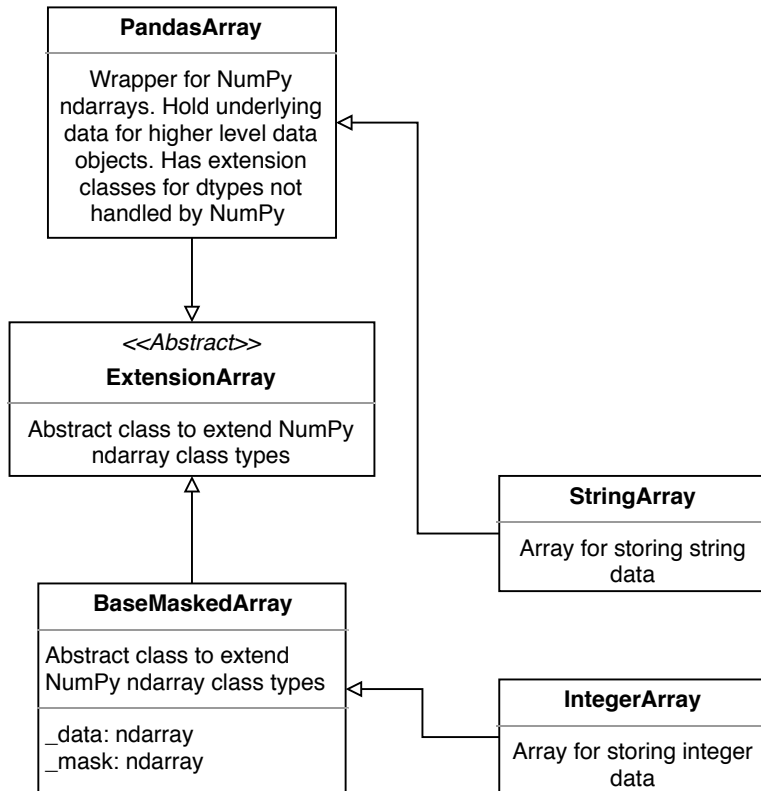 PandasArray
Wrapper for NumPy
ndarrays. Hold underlying
data for higher level data
objects. Has extension
classes for dtypes not
handled by NumPy
<<Abstract>>
ExtensionArray
Abstract class to extend NumPy
ndarray class types
StringArray
Array for storing string
data
BaseMaskedArray
Abstract class to extend
NumPy ndarray class types
_data: ndarray
_mask: ndarray
IntegerArray
Array for storing integer
data